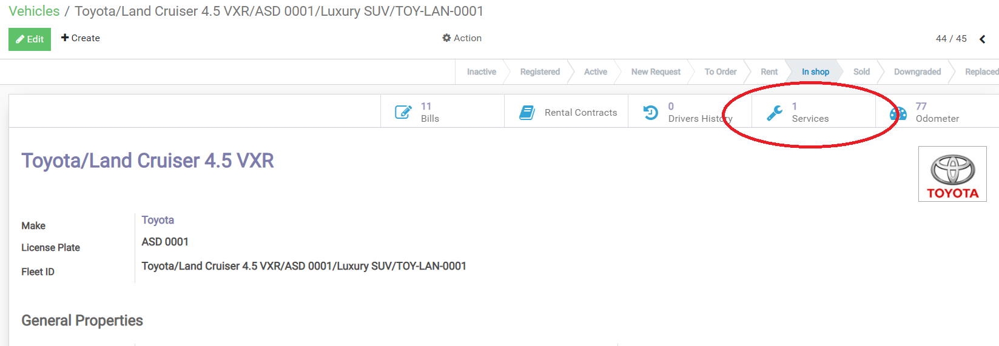 Vehicles / Toyota/Land Cruiser 4.5 VXR/ASD 0001/Luxury SUV/TOY-LAN-0001
Edit Create Action 44 / 45
Inactive Registered Active New Request To Order Rent In shop Sold Downgraded Replaced
11 0 1 77
Bills Rental Contracts Drivers History Services Odometer
Toyota/Land Cruiser 4.5 VXR
TOYOTA
Make Toyota
License Plate ASD 0001
Fleet ID Toyota/Land Cruiser 4.5 VXR/ASD 0001/Luxury SUV/TOY-LAN-0001
General Properties